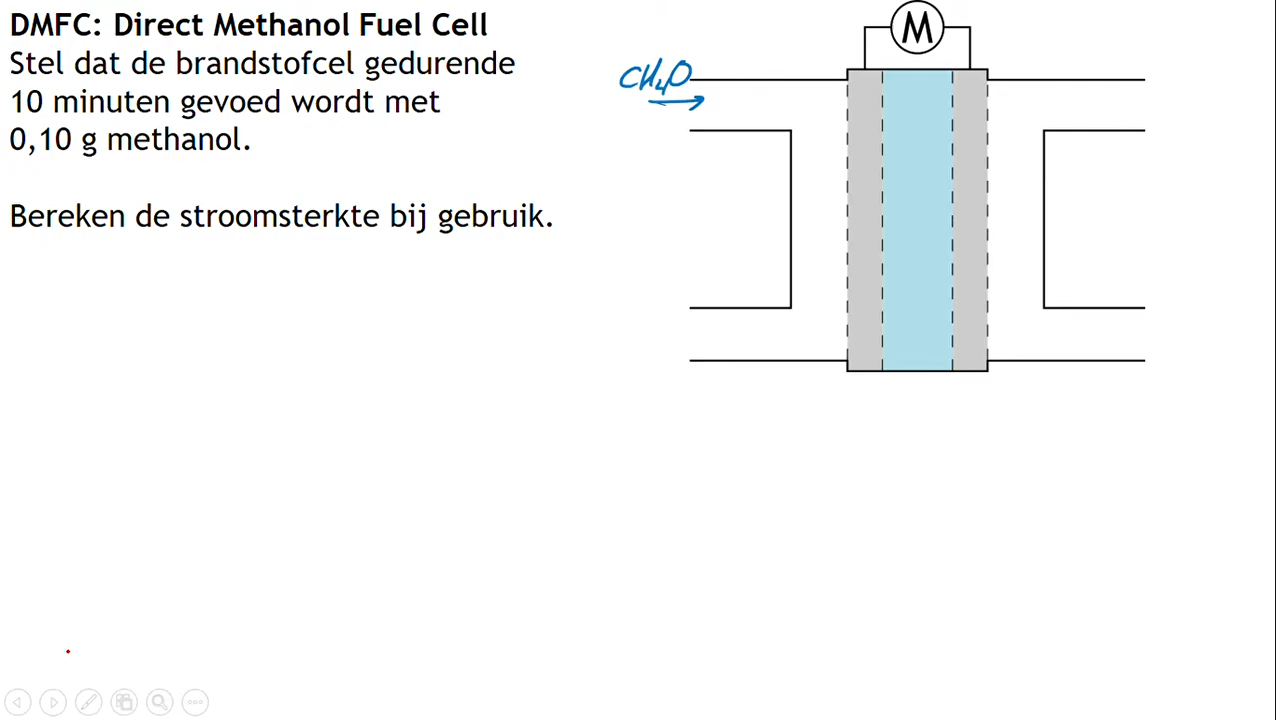 DMFC: Direct Methanol Fuel Cell
Stel dat de brandstofcel gedurende
10 minuten gevoed wordt met
0,10 g methanol.
Bereken de stroomsterkte bij gebruik.
M
CH₄O